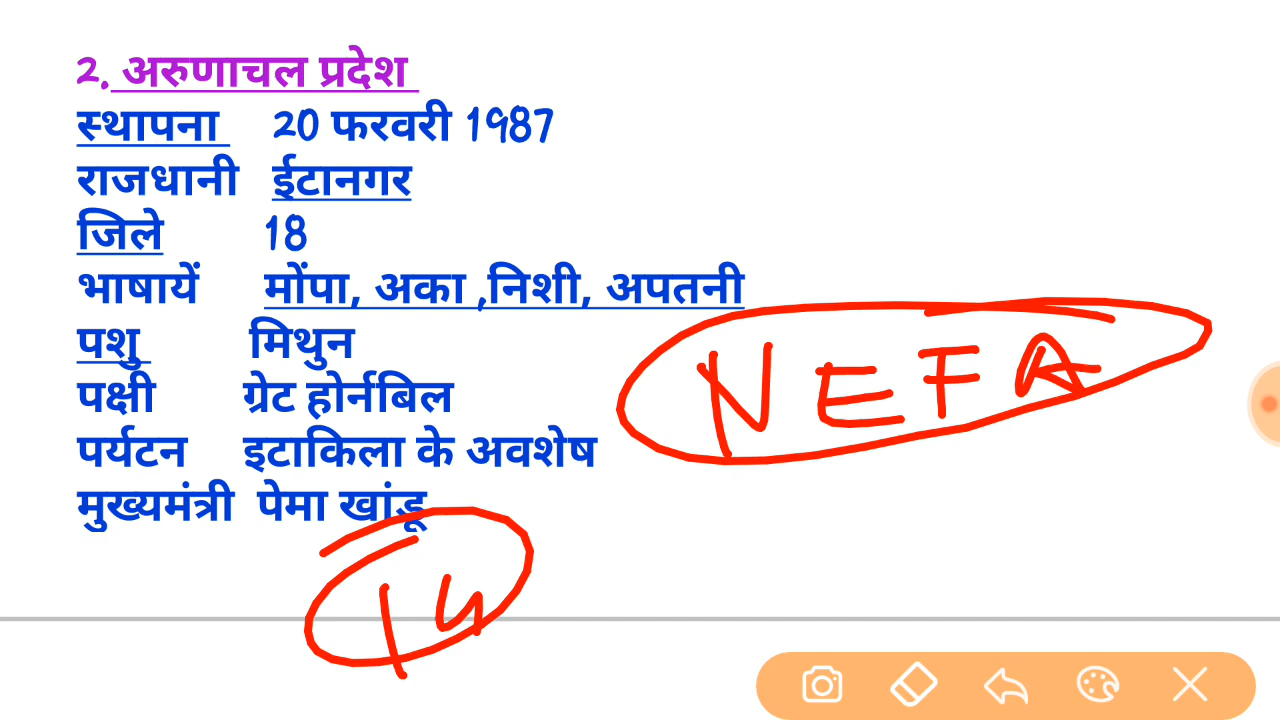 2. अरुणाचल प्रदेश
स्थापना 20 फरवरी 1987
राजधानी ईटानगर
जिले 18
भाषायें मोंपा, अका ,निशी, अपतनी
पशु मिथुन
पक्षी ग्रेट होर्नबिल
पर्यटन इटाकिला के अवशेष
मुख्यमंत्री पेमा खांडू
NEFA
14